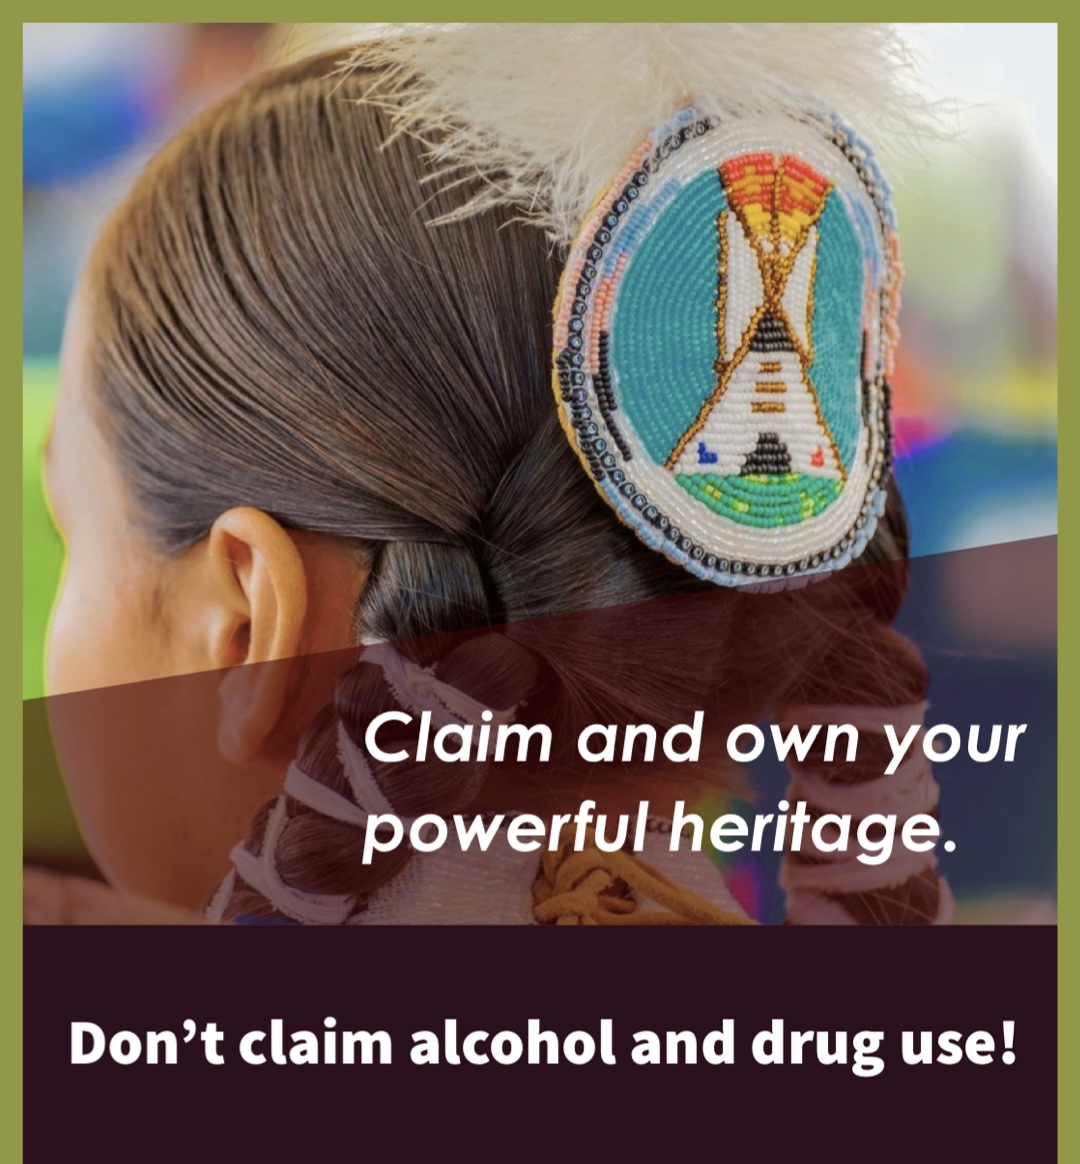 Claim and own your
powerful heritage.
Don’t claim alcohol and drug use!